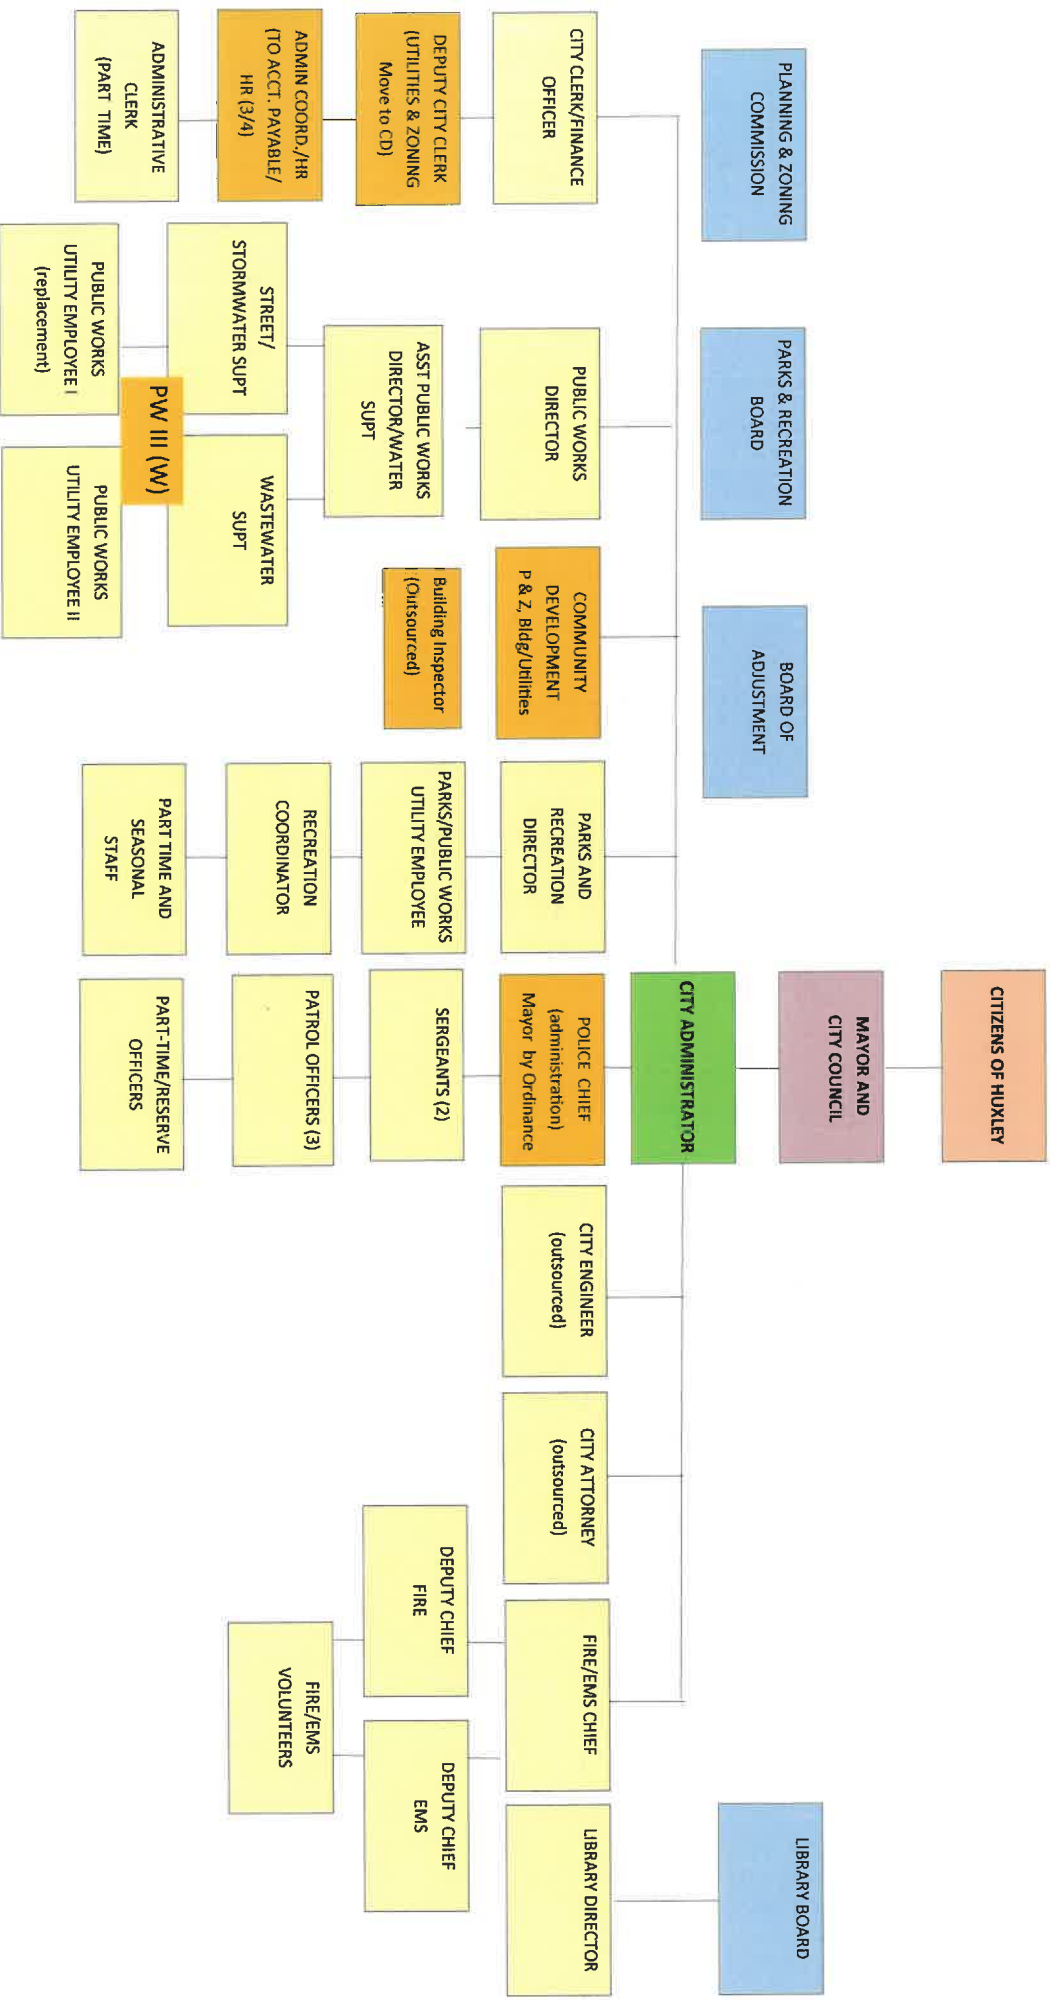 CITIZENS OF HUXLEY
MAYOR AND
CITY COUNCIL
PLANNING & ZONING
COMMISSION
PARKS & RECREATION
BOARD
BOARD OF
ADJUSTMENT
LIBRARY BOARD
CITY ADMINISTRATOR
CITY CLERK/FINANCE
OFFICER
PUBLIC WORKS
DIRECTOR
COMMUNITY
DEVELOPMENT
P & Z, Bldg/Utilities
PARKS AND
RECREATION
DIRECTOR
POLICE CHIEF
(administration)
Mayor by Ordinance
CITY ENGINEER
(outsourced)
CITY ATTORNEY
(outsourced)
FIRE/EMS CHIEF
LIBRARY DIRECTOR
DEPUTY CITY CLERK
(UTILITIES & ZONING
Move to CD)
ASST PUBLIC WORKS
DIRECTOR/WATER
SUPT
Building Inspector
(Outsourced)
PARKS/PUBLIC WORKS
UTILITY EMPLOYEE
SERGEANTS (2)
DEPUTY CHIEF
FIRE
DEPUTY CHIEF
EMS
ADMIN COORD./HR
(TO ACCT. PAYABLE/
HR (3/4)
STREET/
STORMWATER SUPT
WASTEWATER
SUPT
RECREATION
COORDINATOR
PATROL OFFICERS (3)
FIRE/EMS
VOLUNTEERS
ADMINISTRATIVE
CLERK
(PART TIME)
PW III (W)
PUBLIC WORKS
UTILITY EMPLOYEE I
(replacement)
PUBLIC WORKS
UTILITY EMPLOYEE II
PART TIME AND
SEASONAL
STAFF
PART-TIME/RESERVE
OFFICERS